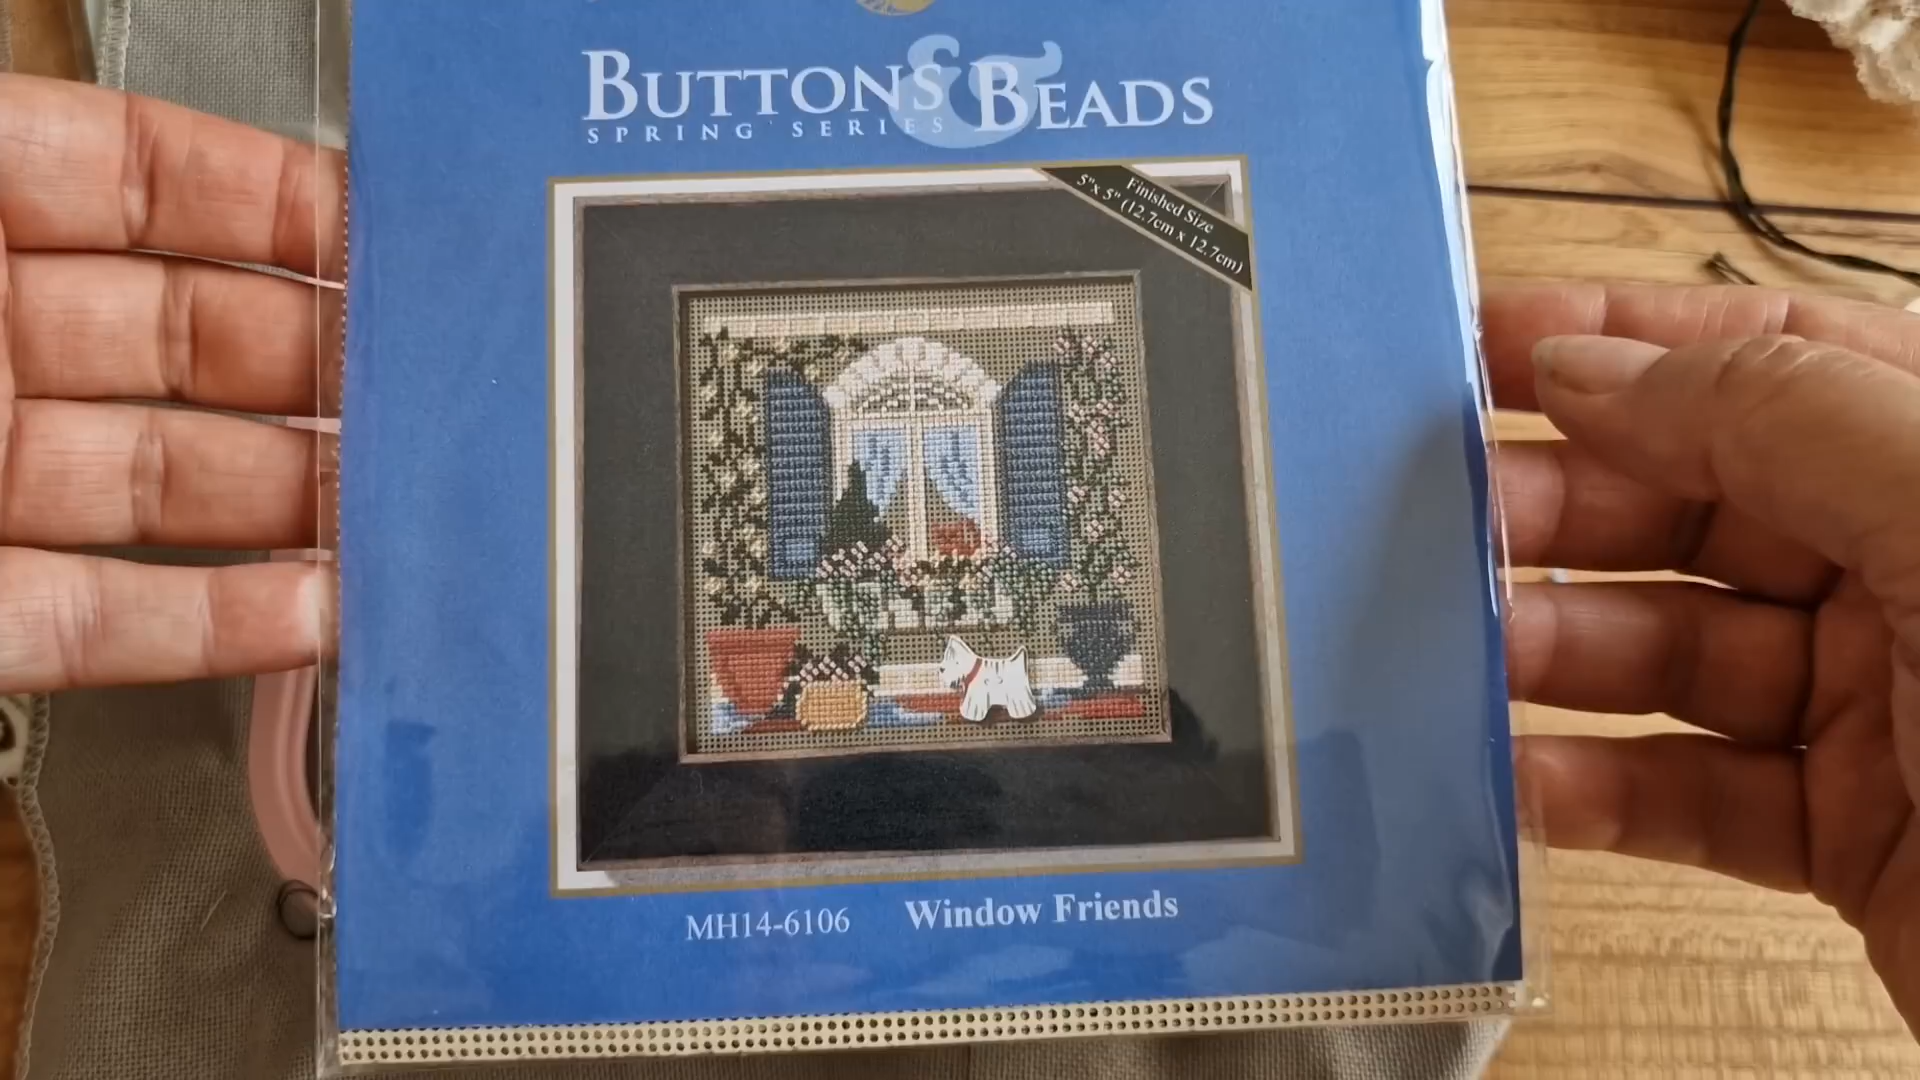 BUTTONS & BEADS
SPRING SERIES
Finished Size
5" x 5" (12.7cm x 12.7cm)
MH14-6106 Window Friends